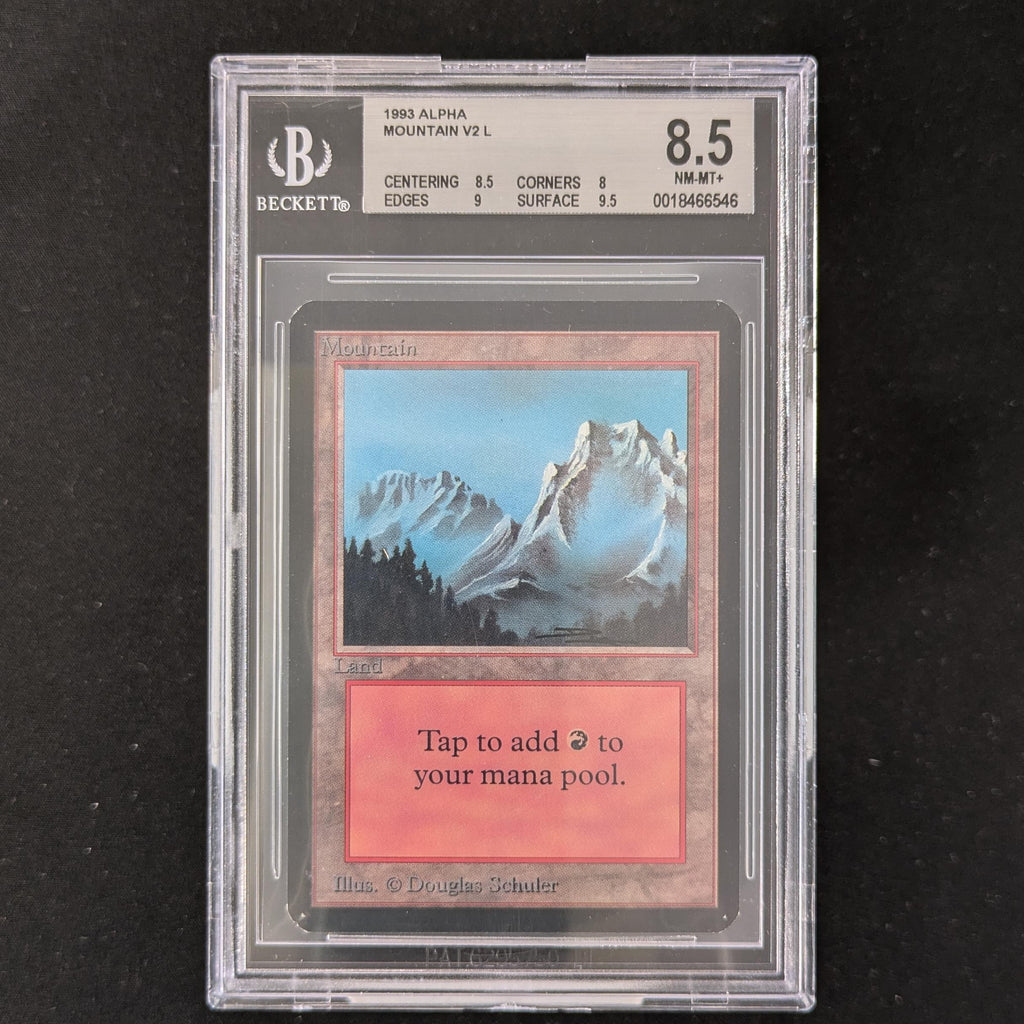 1993 ALPHA
MOUNTAIN V2 L
8.5
NM-MT+
CENTERING 8.5 CORNERS 8
EDGES 9 SURFACE 9.5
0018466546
B
BECKETT®
Mountain
Land
Tap to add to
your mana pool.
Illus. © Douglas Schuler